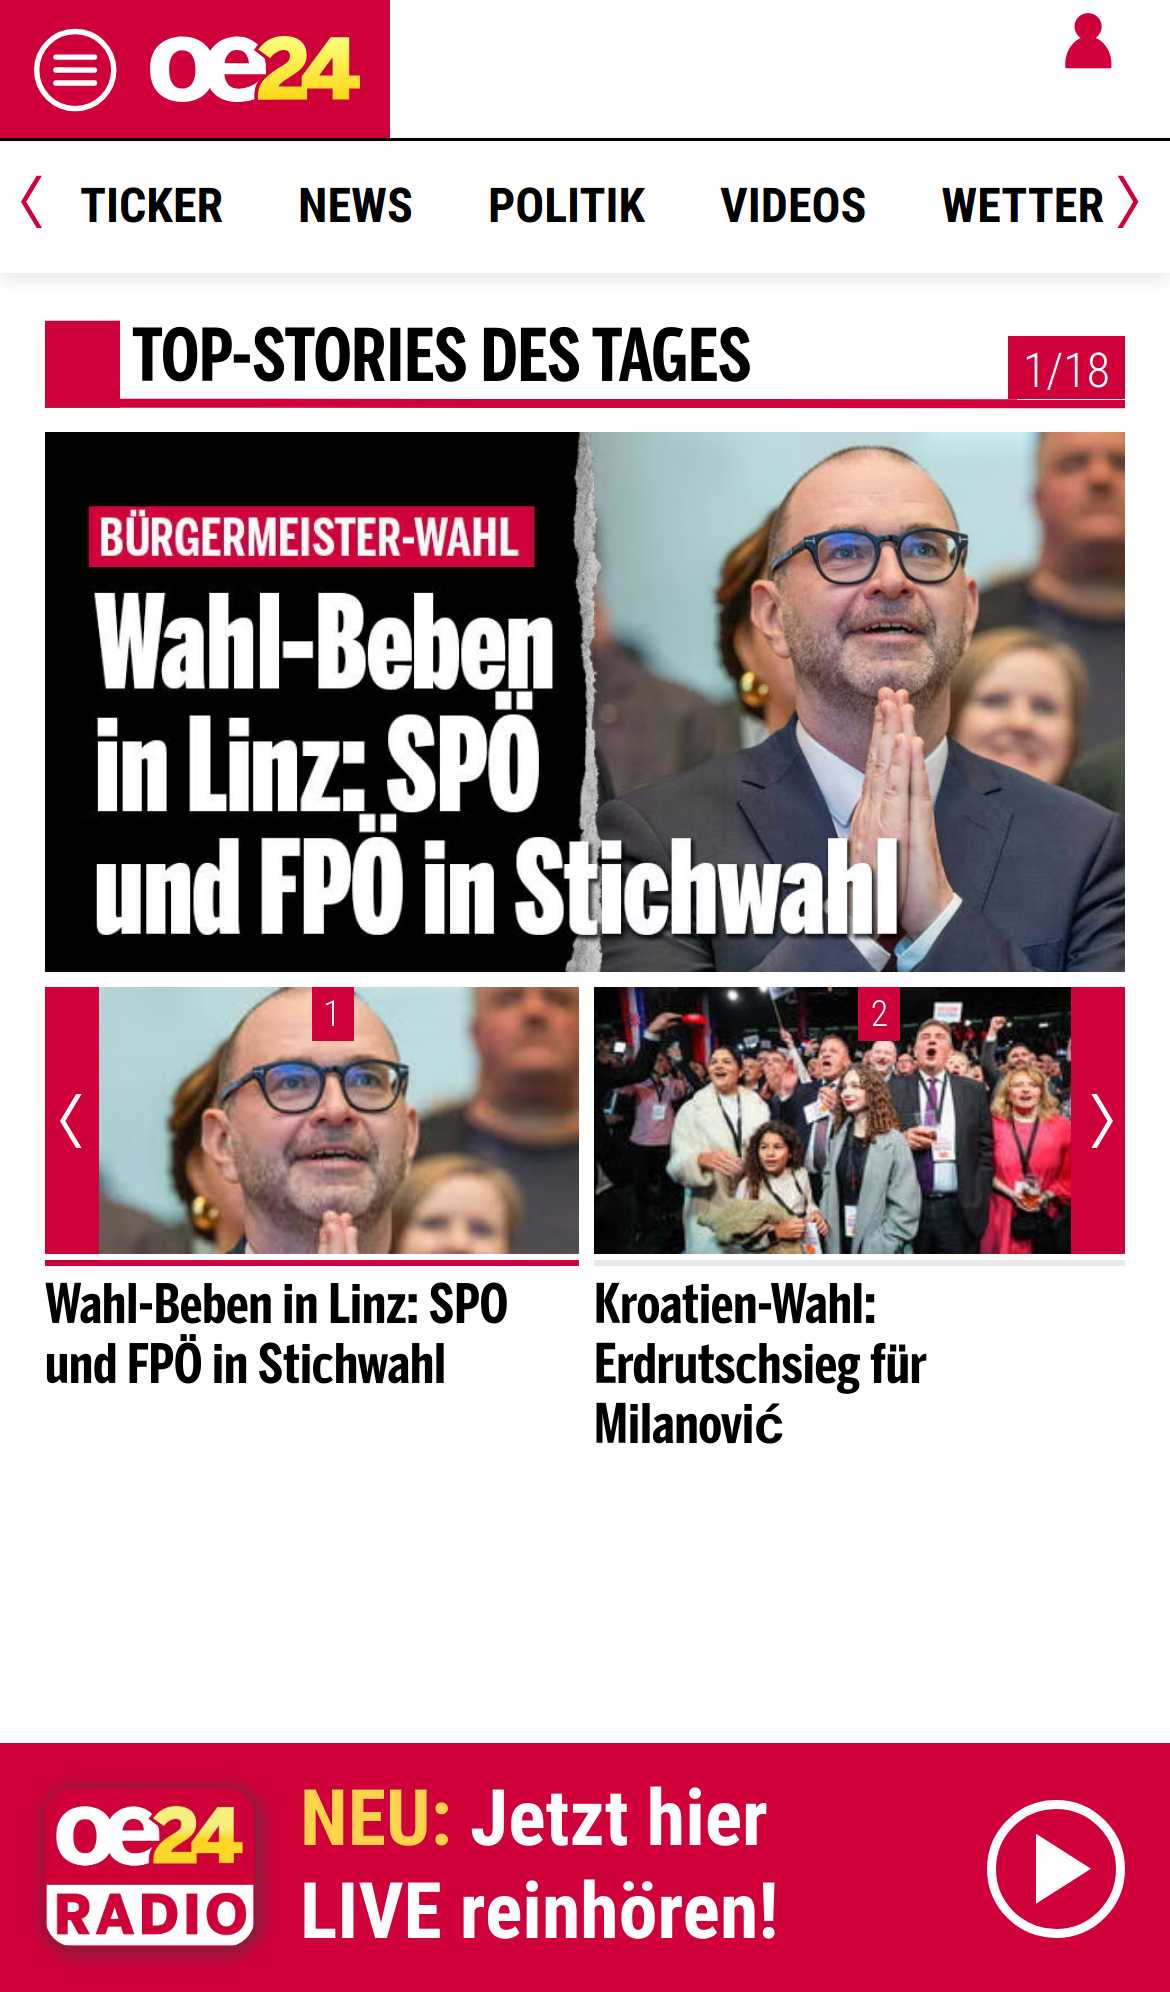 oe24
TICKER NEWS POLITIK VIDEOS WETTER
TOP-STORIES DES TAGES
1/18
BÜRGERMEISTER-WAHL
Wahl-Beben
in Linz: SPÖ
und FPÖ in Stichwahl
1
2
Wahl-Beben in Linz: SPO
und FPÖ in Stichwahl
Kroatien-Wahl:
Erdrutschsieg für
Milanović
oe24
RADIO
NEU: Jetzt hier
LIVE reinhören!